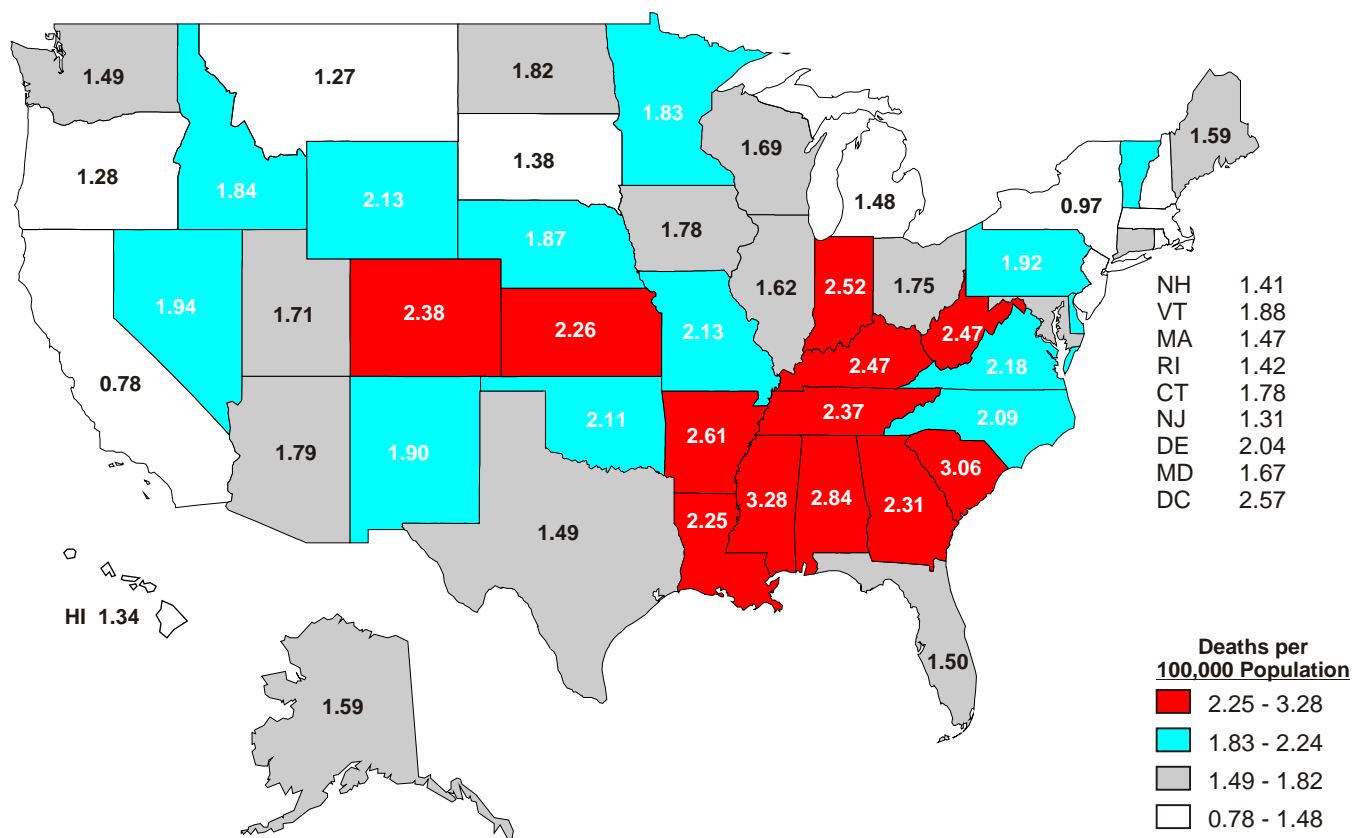 1.49
1.27
1.82
1.83
1.69
1.59
1.28
1.84
2.13
1.38
1.48
0.97
1.78
1.87
1.92
1.94
1.71
2.38
2.26
2.13
1.62
2.52
1.75
2.47
2.47
2.18
0.78
1.79
1.90
2.11
2.61
2.37
2.09
3.06
1.49
2.25
3.28
2.84
2.31
1.50
HI 1.34
1.59
NH 1.41
VT 1.88
MA 1.47
RI 1.42
CT 1.78
NJ 1.31
DE 2.04
MD 1.67
DC 2.57
Deaths per
100,000 Population
2.25 - 3.28
1.83 - 2.24
1.49 - 1.82
0.78 - 1.48